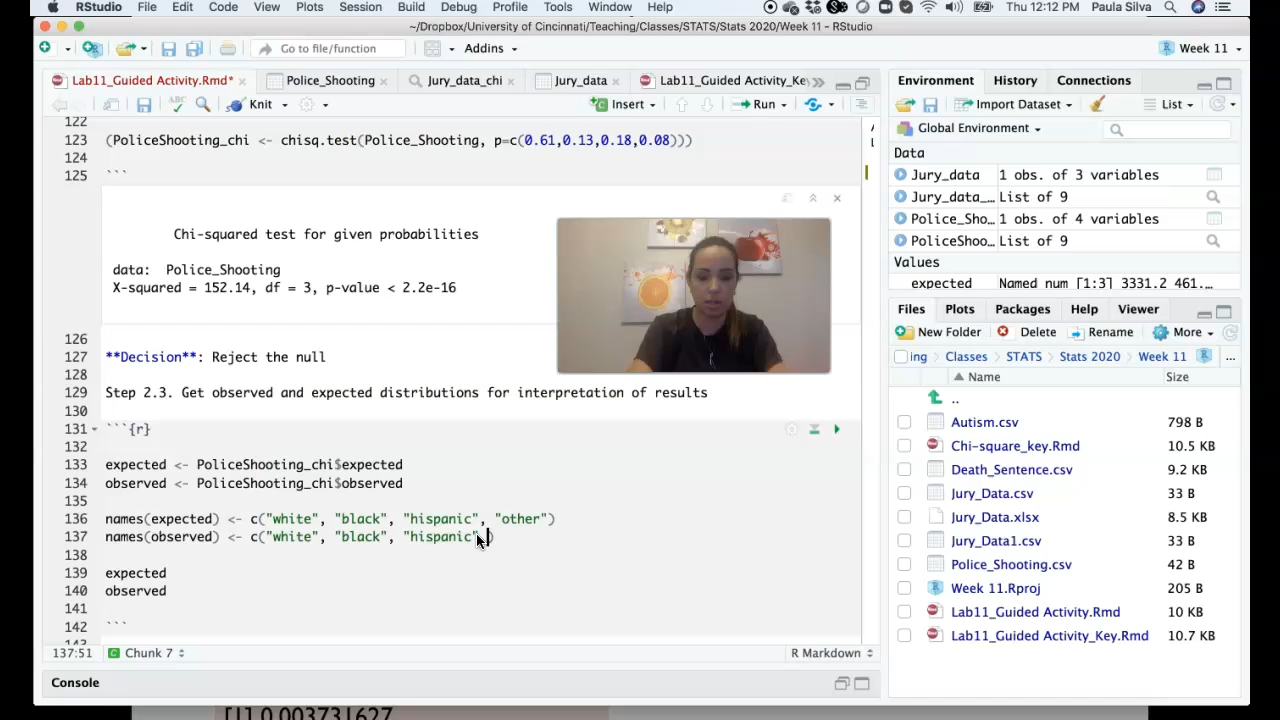 RStudio File Edit Code View Plots Session Build Debug Profile Tools Window Help Thu 12:12 PM Paula Silva
~/Dropbox/University of Cincinnati/Teaching/Classes/STATS/Stats 2020/Week 11 - RStudio
Go to file/function Addins Week 11
Lab11_Guided Activity.Rmd* Police_Shooting Jury_data_chi Jury_data Lab11_Guided Activity_Ke
Knit Insert Run
122
123 (PoliceShooting_chi <- chisq.test(Police_Shooting, p=c(0.61,0.13,0.18,0.08)))
124
125 ```
Chi-squared test for given probabilities
data: Police_Shooting
X-squared = 152.14, df = 3, p-value < 2.2e-16
126
127 **Decision**: Reject the null
128
129 Step 2.3. Get observed and expected distributions for interpretation of results
130
131 ```{r}
132
133 expected <- PoliceShooting_chi$expected
134 observed <- PoliceShooting_chi$observed
135
136 names(expected) <- c("white", "black", "hispanic", "other")
137 names(observed) <- c("white", "black", "hispanic",)
138
139 expected
140 observed
141
142 ```
143
137:51 Chunk 7 R Markdown
Console
Environment History Connections
Import Dataset List
Global Environment
Data
Jury_data 1 obs. of 3 variables
Jury_data_… List of 9
Police_Sho… 1 obs. of 4 variables
PoliceShoo… List of 9
Values
expected Named num [1:3] 3331.2 461.…
Files Plots Packages Help Viewer
New Folder Delete Rename More
ing Classes STATS Stats 2020 Week 11 ...
Name Size
..
Autism.csv 798 B
Chi-square_key.Rmd 10.5 KB
Death_Sentence.csv 9.2 KB
Jury_Data.csv 33 B
Jury_Data.xlsx 8.5 KB
Jury_Data1.csv 33 B
Police_Shooting.csv 42 B
Week 11.Rproj 205 B
Lab11_Guided Activity.Rmd 10 KB
Lab11_Guided Activity_Key.Rmd 10.7 KB
[1] 0.003731627